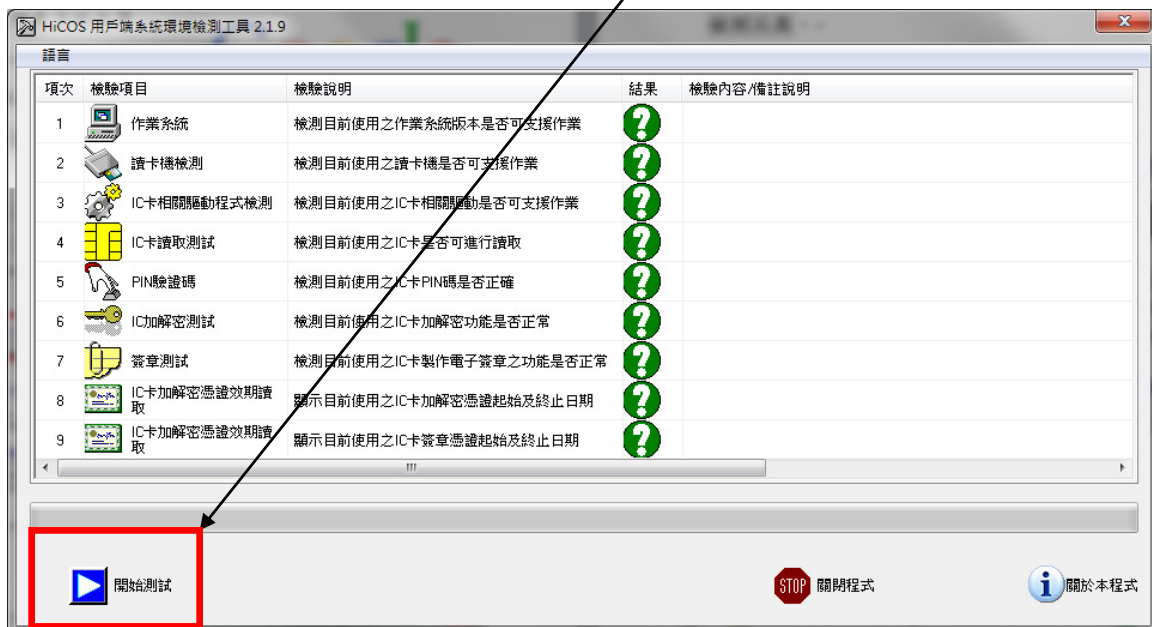 HiCOS 用戶端系統環境檢測工具 2.1.9
語言
項次 檢驗項目 檢驗說明 結果 檢驗內容/備註說明
1 作業系統 檢測目前使用之作業系統版本是否可支援作業
2 讀卡機檢測 檢測目前使用之讀卡機是否可支援作業
3 IC卡相關驅動程式檢測 檢測目前使用之IC卡相關驅動是否可支援作業
4 IC卡讀取測試 檢測目前使用之IC卡是否可進行讀取
5 PIN驗證碼 檢測目前使用之IC卡PIN碼是否正確
6 IC加解密測試 檢測目前使用之IC卡加解密功能是否正常
7 簽章測試 檢測目前使用之IC卡製作電子簽章之功能是否正常
8 IC卡加解密憑證效期讀取 顯示目前使用之IC卡加解密憑證起始及終止日期
9 IC卡加解密憑證效期讀取 顯示目前使用之IC卡簽章憑證起始及終止日期
開始測試 STOP 關閉程式 關於本程式